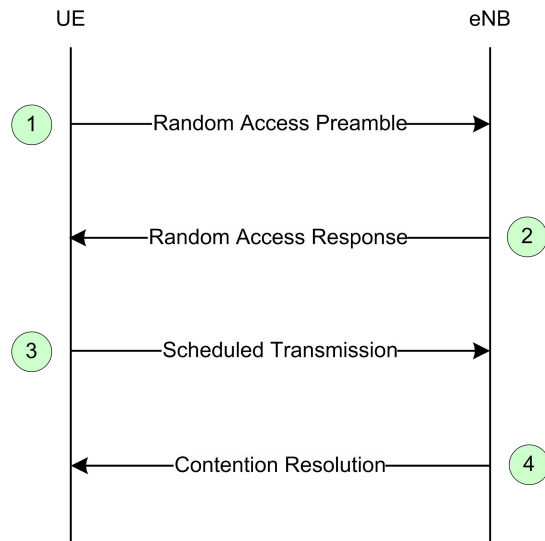 UE
eNB
1
Random Access Preamble
Random Access Response
2
3
Scheduled Transmission
Contention Resolution
4